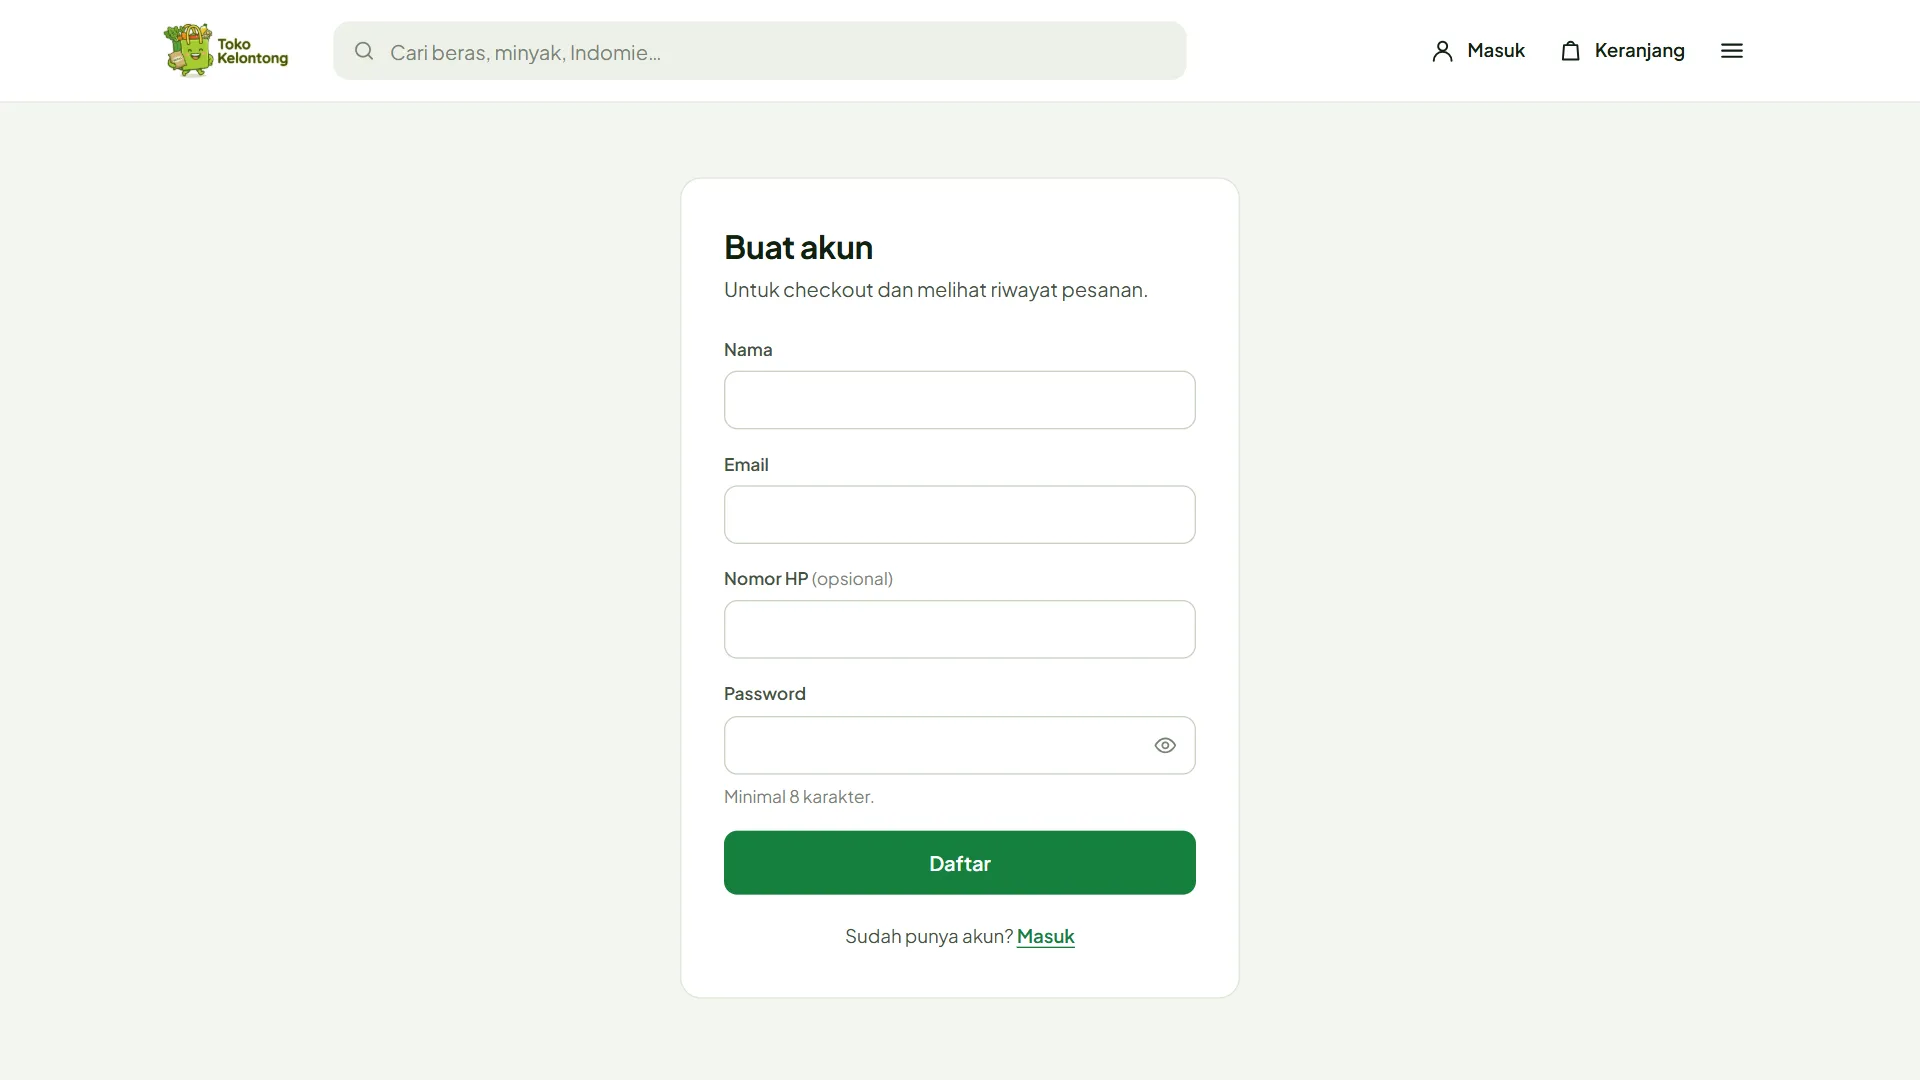 Toko
Kelontong
Cari beras, minyak, Indomie...
Masuk
Keranjang
Buat akun
Untuk checkout dan melihat riwayat pesanan.
Nama
Email
Nomor HP (opsional)
Password
Minimal 8 karakter.
Daftar
Sudah punya akun? Masuk